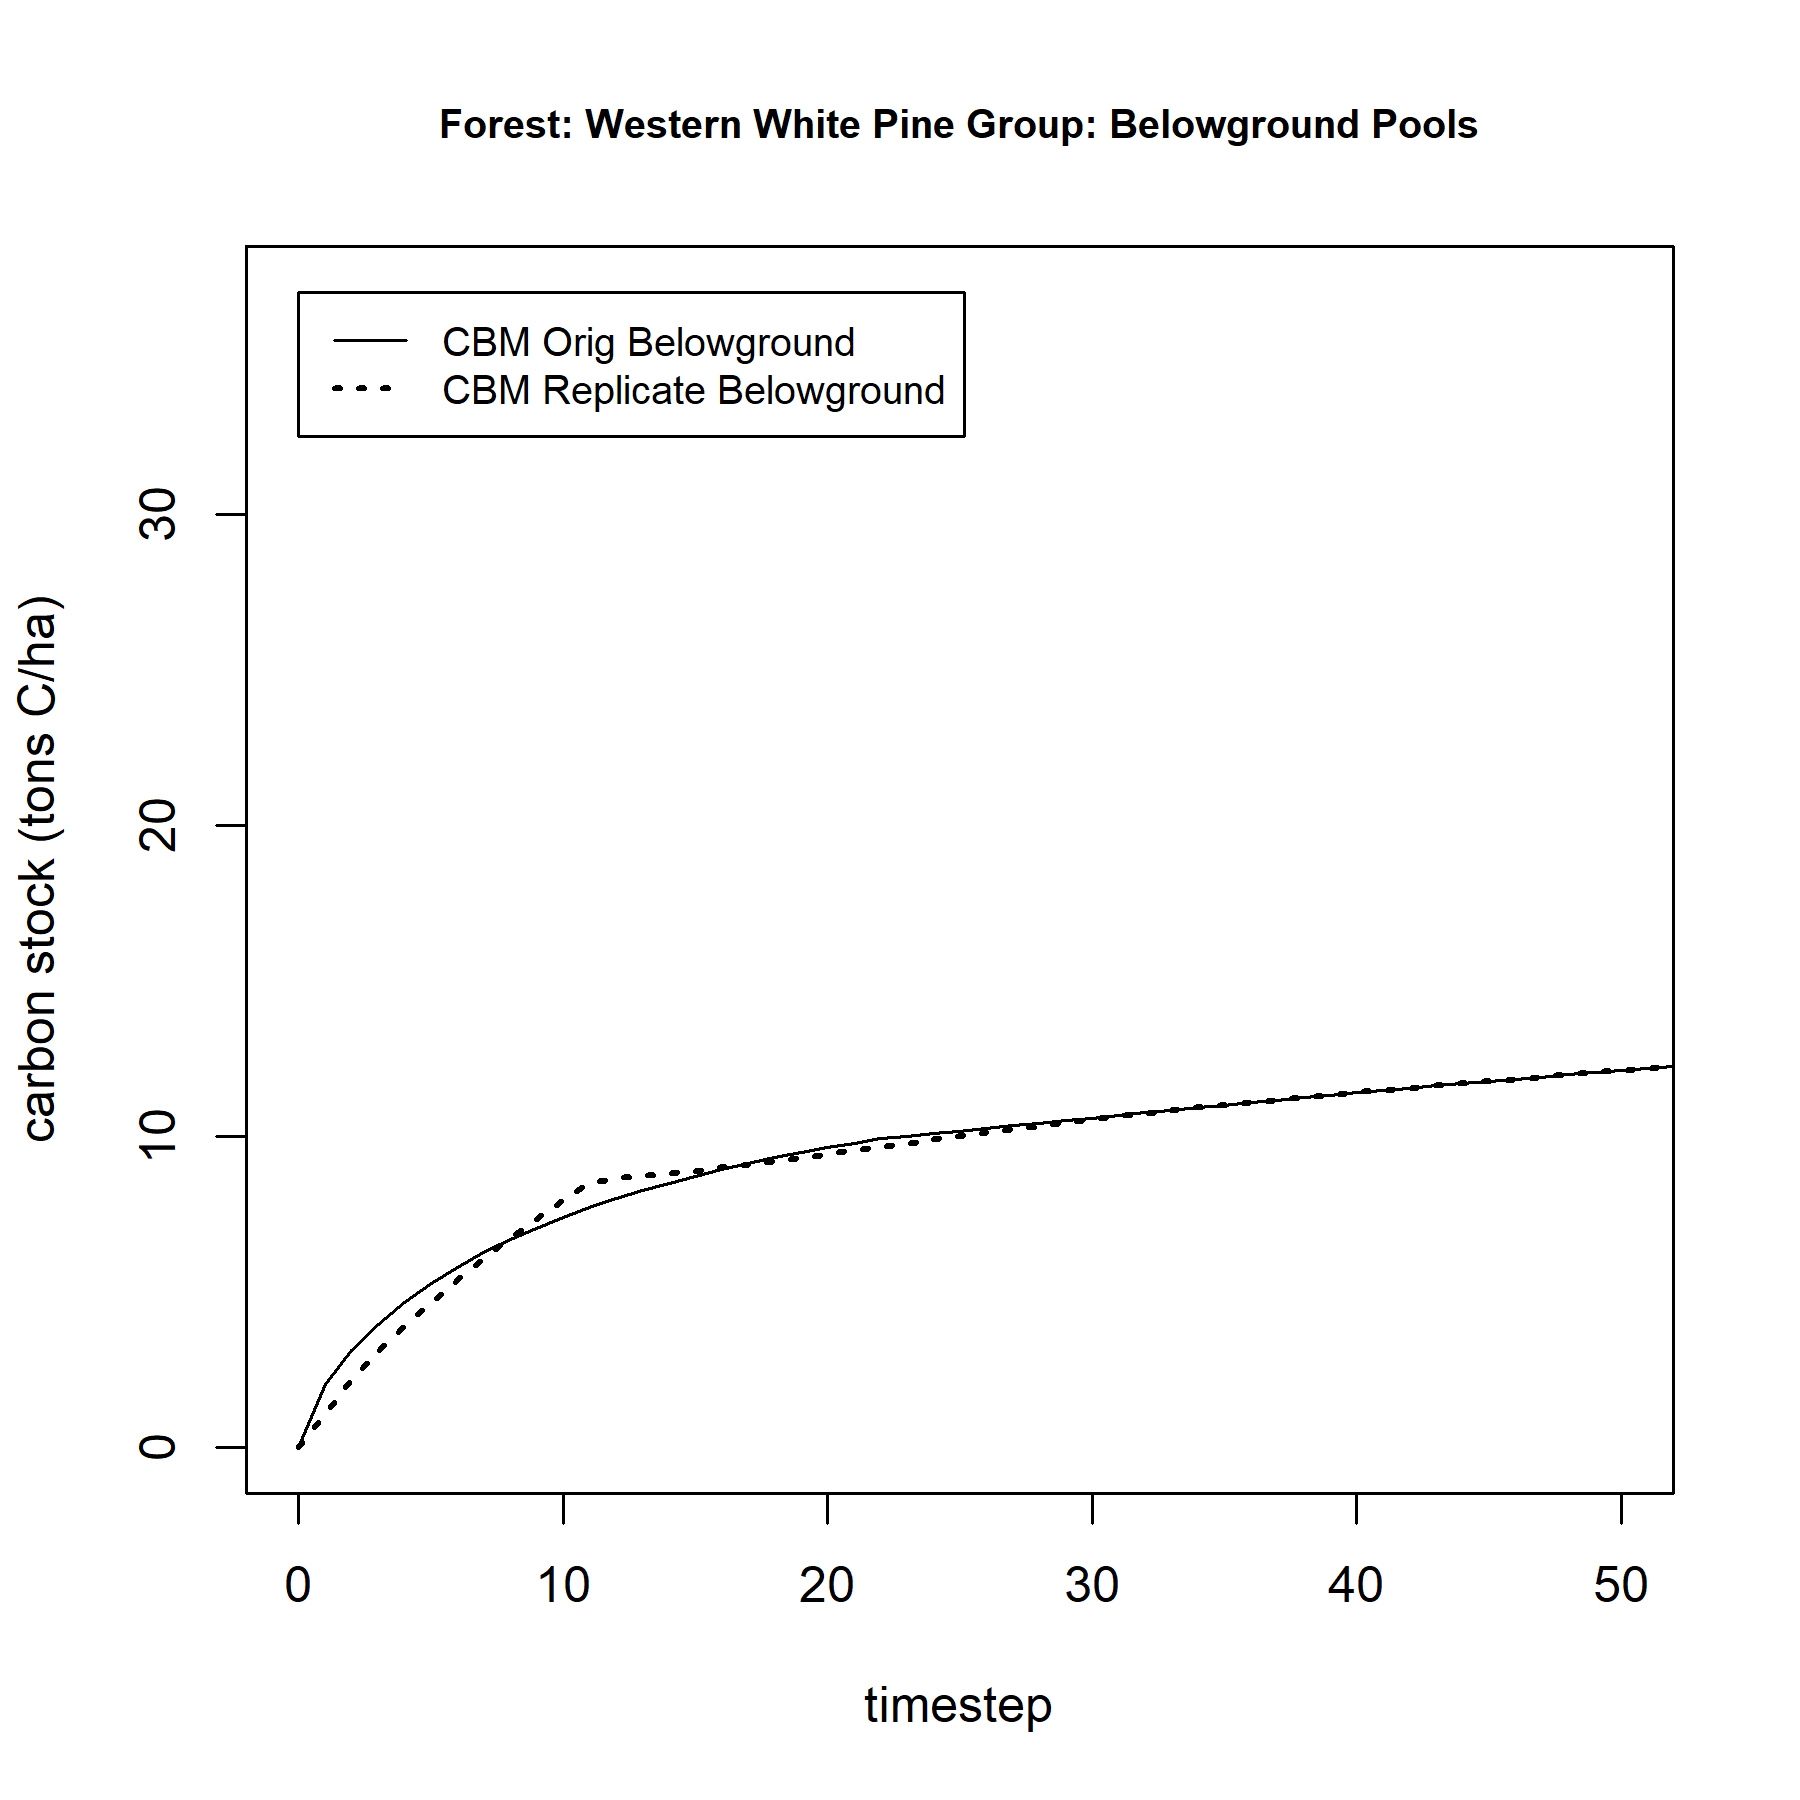 Forest: Western White Pine Group: Belowground Pools
CBM Orig Belowground
CBM Replicate Belowground
carbon stock (tons C/ha)
30
20
10
0
0 10 20 30 40 50
timestep